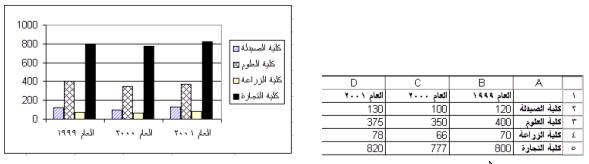 1000
800
600
400
200
0
العام ١٩٩٩ العام ٢٠٠٠ العام ٢٠٠١
كلية الصيدلة
كلية العلوم
كلية الزراعة
كلية التجارة
D C B A
١ العام ١٩٩٩ العام ٢٠٠٠ العام ٢٠٠١
٢ كلية الصيدلة 120 100 130
٣ كلية العلوم 400 350 375
٤ كلية الزراعة 70 66 78
٥ كلية التجارة 800 777 820